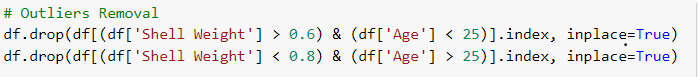 # Outliers Removal
df.drop(df[(df['Shell Weight'] > 0.6) & (df['Age'] < 25)].index, inplace=True)
df.drop(df[(df['Shell Weight'] < 0.8) & (df['Age'] > 25)].index, inplace=True)